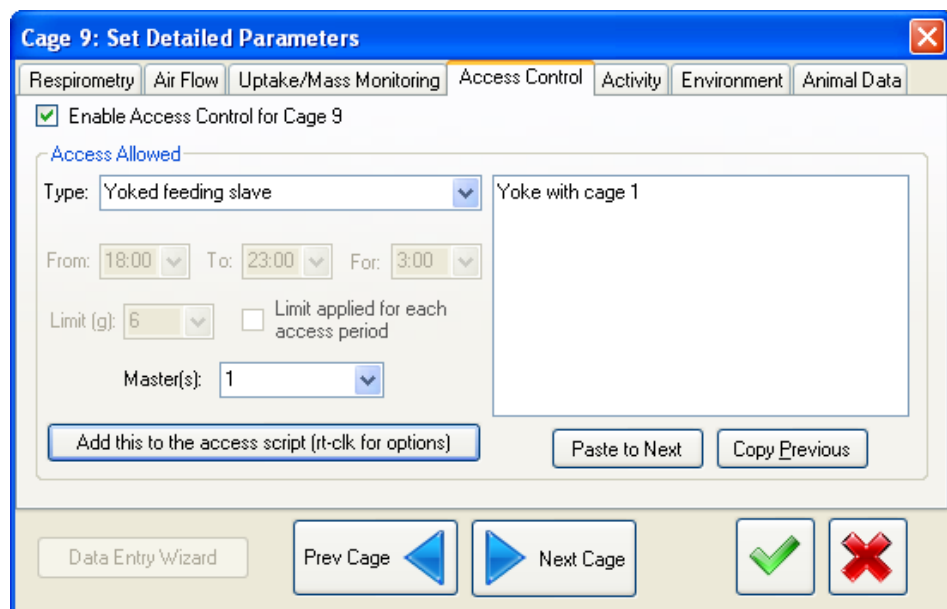 Cage 9: Set Detailed Parameters
Respirometry Air Flow Uptake/Mass Monitoring Access Control Activity Environment Animal Data
Enable Access Control for Cage 9
Access Allowed
Type: Yoked feeding slave
Yoke with cage 1
From: 18:00 To: 23:00 For: 3:00
Limit (g): 6 Limit applied for each
access period
Master(s): 1
Add this to the access script (rt-clk for options)
Paste to Next Copy Previous
Data Entry Wizard Prev Cage Next Cage